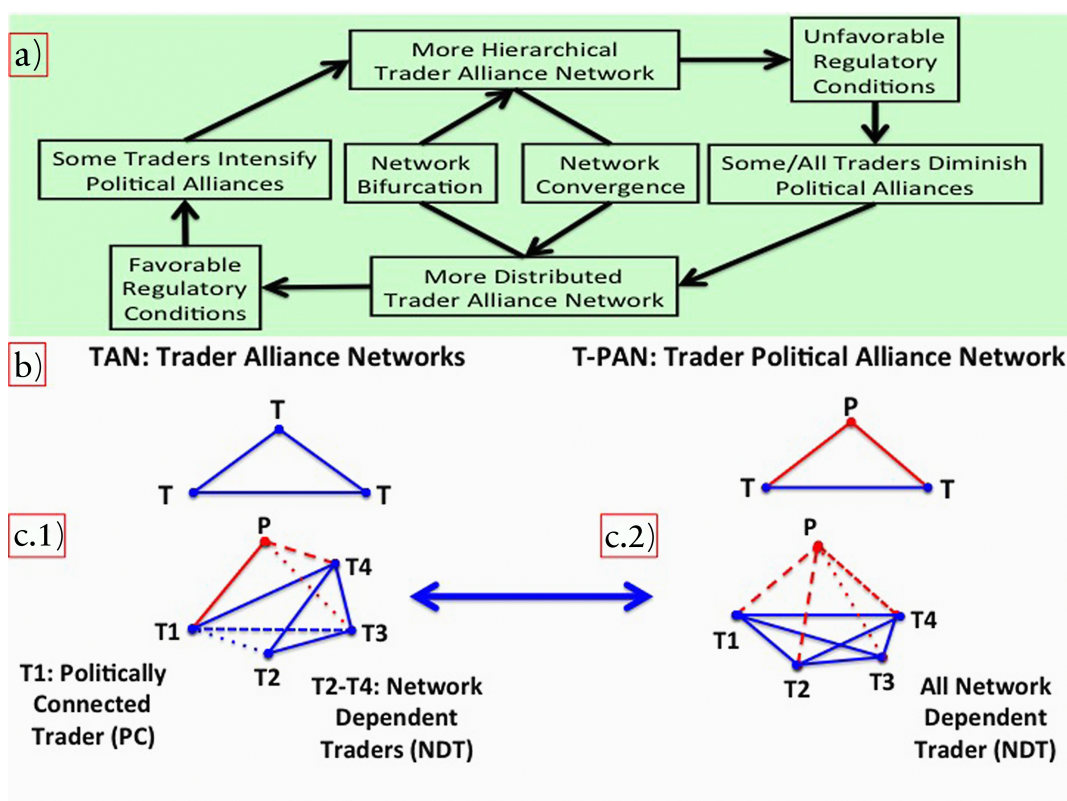 a)
More Hierarchical
Trader Alliance Network
Unfavorable
Regulatory
Conditions
Some Traders Intensify
Political Alliances
Network
Bifurcation
Network
Convergence
Some/All Traders Diminish
Political Alliances
Favorable
Regulatory
Conditions
More Distributed
Trader Alliance Network
b)
TAN: Trader Alliance Networks
T-PAN: Trader Political Alliance Network
T
T
T
P
T
T
c.1)
P
T4
T1
T3
T2
T1: Politically
Connected
Trader (PC)
T2-T4: Network
Dependent
Traders (NDT)
c.2)
P
T1
T4
T2
T3
All Network
Dependent
Trader (NDT)